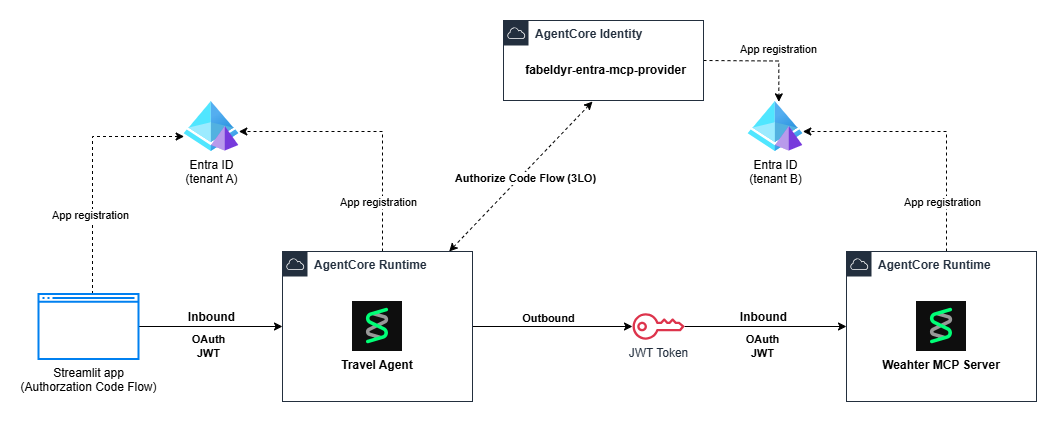 AgentCore Identity
fabeldyr-entra-mcp-provider
App registration
Entra ID
(tenant A)
Entra ID
(tenant B)
Authorize Code Flow (3LO)
App registration
App registration
App registration
AgentCore Runtime
AgentCore Runtime
Inbound
OAuth
JWT
Outbound
Inbound
OAuth
JWT
JWT Token
Travel Agent
Weahter MCP Server
Streamlit app
(Authorzation Code Flow)